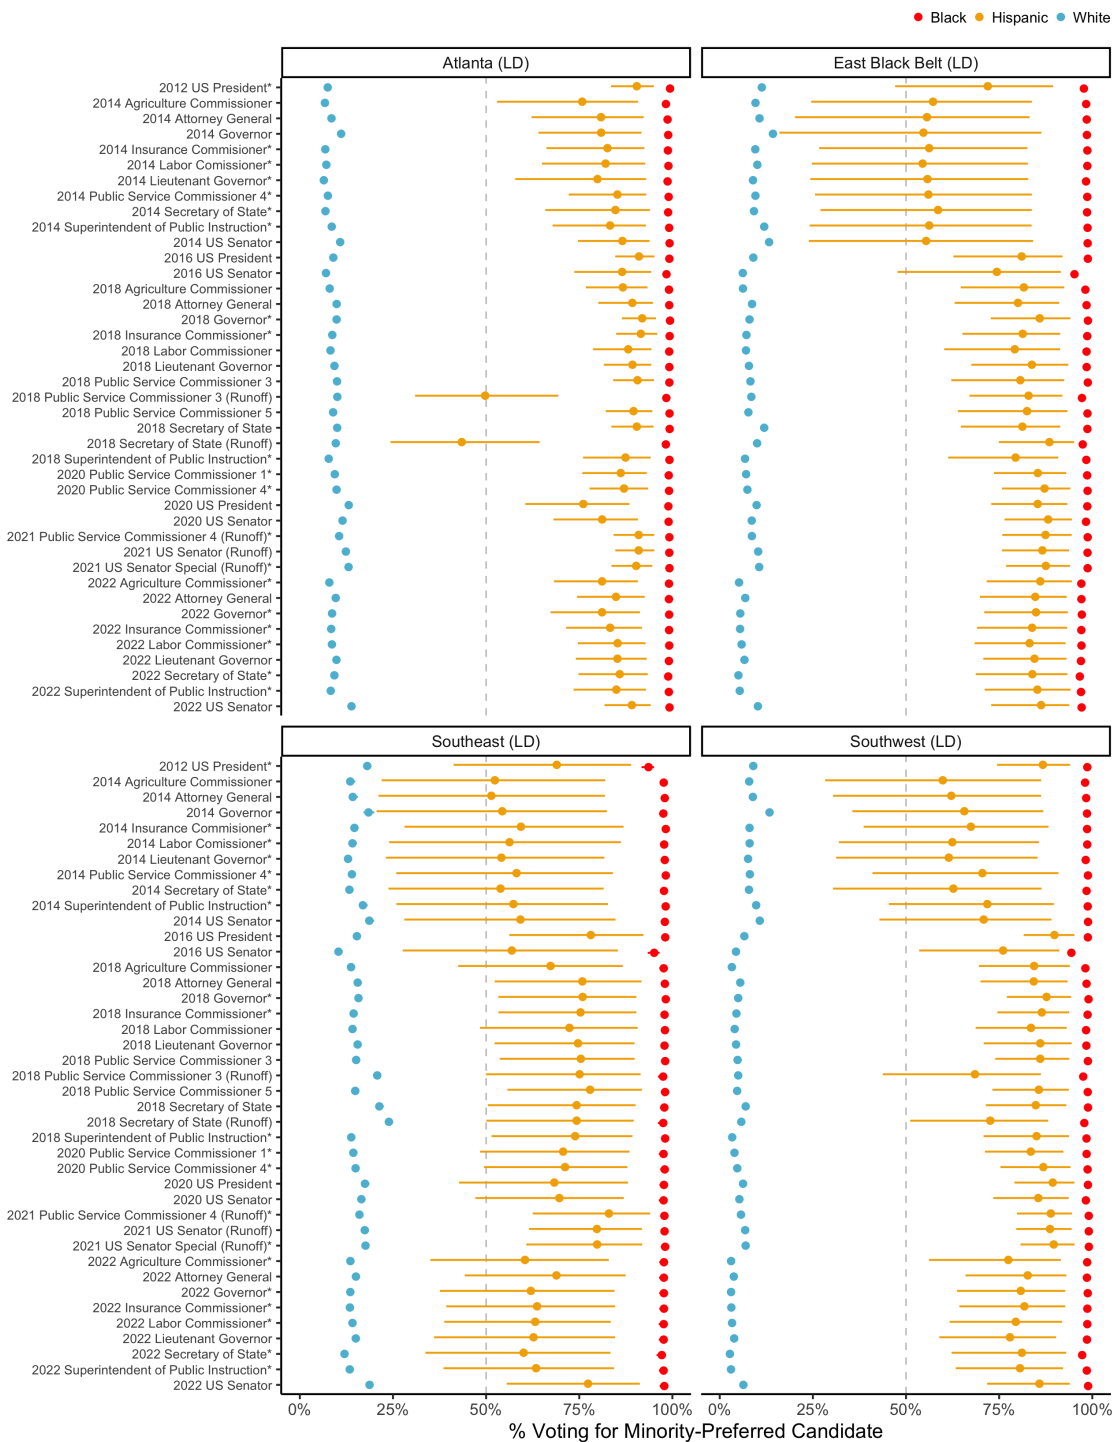 Black Hispanic White
Atlanta (LD) East Black Belt (LD)
2012 US President*
2014 Agriculture Commissioner
2014 Attorney General
2014 Governor
2014 Insurance Commisioner*
2014 Labor Comissioner*
2014 Lieutenant Governor*
2014 Public Service Commissioner 4*
2014 Secretary of State*
2014 Superintendent of Public Instruction*
2014 US Senator
2016 US President
2016 US Senator
2018 Agriculture Commissioner
2018 Attorney General
2018 Governor*
2018 Insurance Commissioner*
2018 Labor Commissioner
2018 Lieutenant Governor
2018 Public Service Commissioner 3
2018 Public Service Commissioner 3 (Runoff)
2018 Public Service Commissioner 5
2018 Secretary of State
2018 Secretary of State (Runoff)
2018 Superintendent of Public Instruction*
2020 Public Service Commissioner 1*
2020 Public Service Commissioner 4*
2020 US President
2020 US Senator
2021 Public Service Commissioner 4 (Runoff)*
2021 US Senator (Runoff)
2021 US Senator Special (Runoff)*
2022 Agriculture Commissioner*
2022 Attorney General
2022 Governor*
2022 Insurance Commissioner*
2022 Labor Commissioner*
2022 Lieutenant Governor
2022 Secretary of State*
2022 Superintendent of Public Instruction*
2022 US Senator
Southeast (LD) Southwest (LD)
2012 US President*
2014 Agriculture Commissioner
2014 Attorney General
2014 Governor
2014 Insurance Commisioner*
2014 Labor Comissioner*
2014 Lieutenant Governor*
2014 Public Service Commissioner 4*
2014 Secretary of State*
2014 Superintendent of Public Instruction*
2014 US Senator
2016 US President
2016 US Senator
2018 Agriculture Commissioner
2018 Attorney General
2018 Governor*
2018 Insurance Commissioner*
2018 Labor Commissioner
2018 Lieutenant Governor
2018 Public Service Commissioner 3
2018 Public Service Commissioner 3 (Runoff)
2018 Public Service Commissioner 5
2018 Secretary of State
2018 Secretary of State (Runoff)
2018 Superintendent of Public Instruction*
2020 Public Service Commissioner 1*
2020 Public Service Commissioner 4*
2020 US President
2020 US Senator
2021 Public Service Commissioner 4 (Runoff)*
2021 US Senator (Runoff)
2021 US Senator Special (Runoff)*
2022 Agriculture Commissioner*
2022 Attorney General
2022 Governor*
2022 Insurance Commissioner*
2022 Labor Commissioner*
2022 Lieutenant Governor
2022 Secretary of State*
2022 Superintendent of Public Instruction*
2022 US Senator
0% 25% 50% 75% 100% 0% 25% 50% 75% 100%
% Voting for Minority-Preferred Candidate